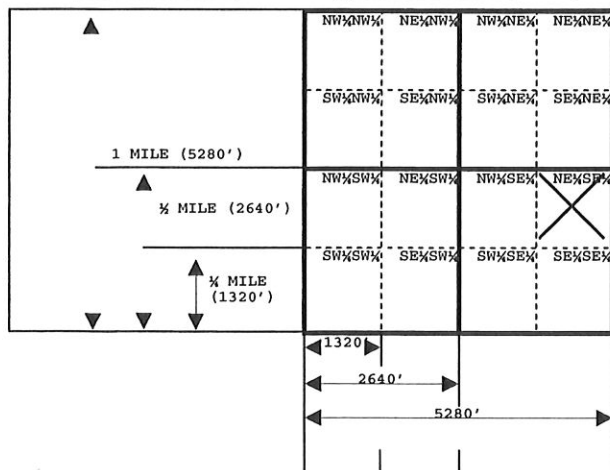 NW¼NW¼ NE¼NW¼ NW¼NE¼ NE¼NE¼
SW¼NW¼ SE¼NW¼ SW¼NE¼ SE¼NE¼
1 MILE (5280')
NW¼SW¼ NE¼SW¼ NW¼SE¼ NE¼SE¼
½ MILE (2640')
SW¼SW¼ SE¼SW¼ SW¼SE¼ SE¼SE¼
¼ MILE
(1320')
1320'
2640'
5280'